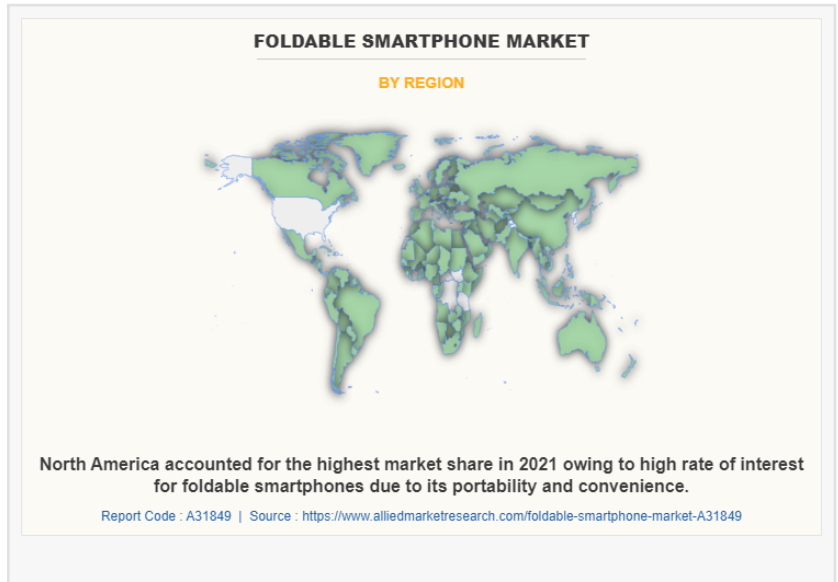 FOLDABLE SMARTPHONE MARKET
BY REGION
North America accounted for the highest market share in 2021 owing to high rate of interest
for foldable smartphones due to its portability and convenience.
Report Code : A31849 | Source : https://www.alliedmarketresearch.com/foldable-smartphone-market-A31849